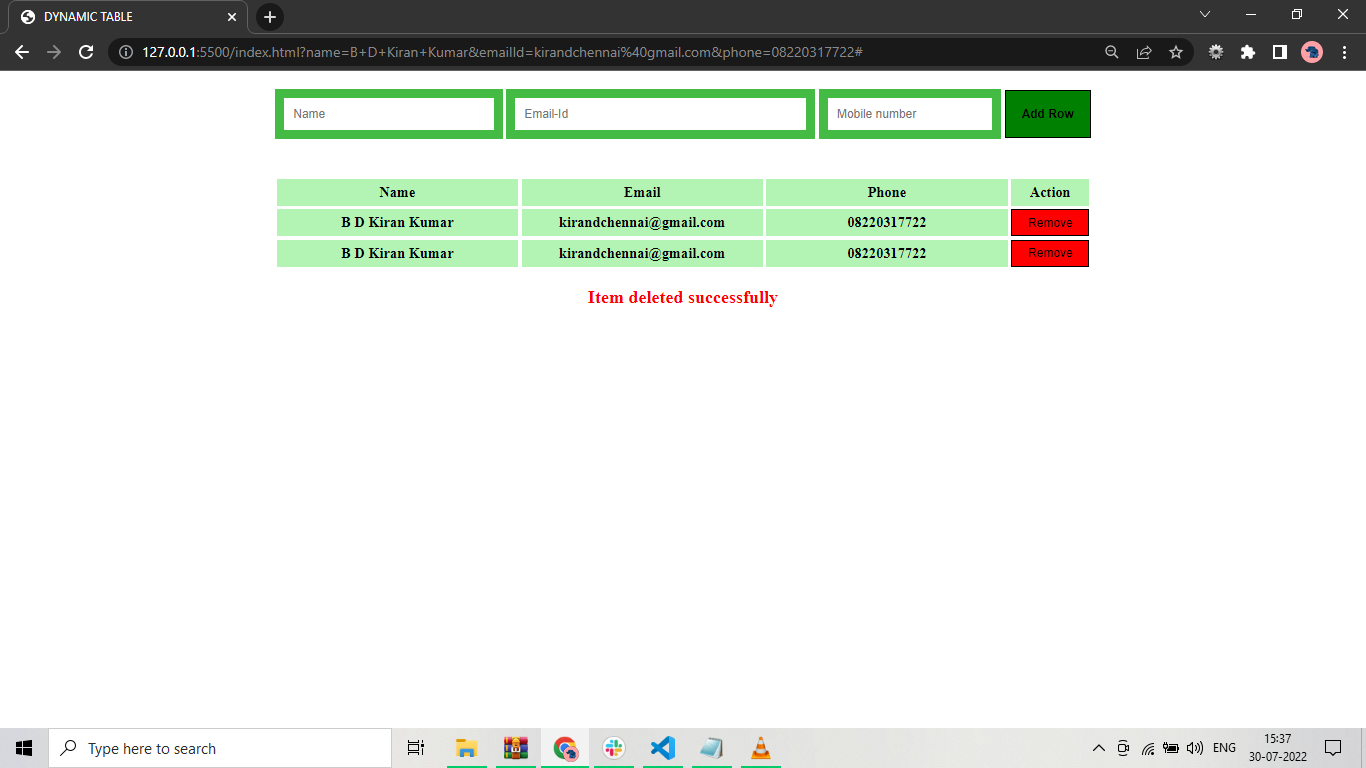 DYNAMIC TABLE
127.0.0.1:5500/index.html?name=B+D+Kiran+Kumar&emailId=kirandchennai%40gmail.com&phone=08220317722#
Name Email-Id Mobile number Add Row
Name Email Phone Action
B D Kiran Kumar kirandchennai@gmail.com 08220317722 Remove
B D Kiran Kumar kirandchennai@gmail.com 08220317722 Remove
Item deleted successfully
Type here to search
ENG
15:37
30-07-2022